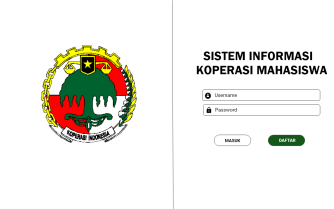 KOPERASI INDONESIA
SISTEM INFORMASI
KOPERASI MAHASISWA
Username
Password
MASUK
DAFTAR